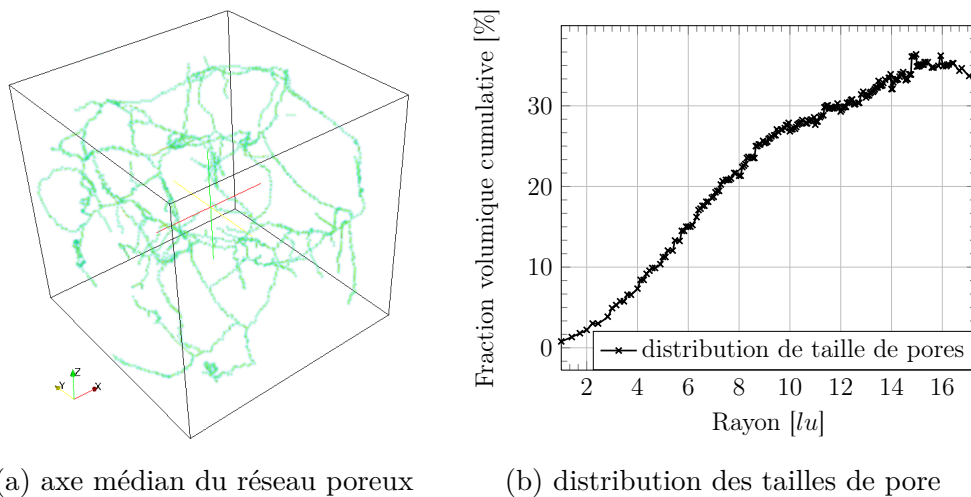 Z
Y
X
Fraction volumique cumulative [%]
30
20
10
0
distribution de taille de pores
2 4 6 8 10 12 14 16
Rayon [lu]
a) axe médian du réseau poreux
(b) distribution des tailles de pore